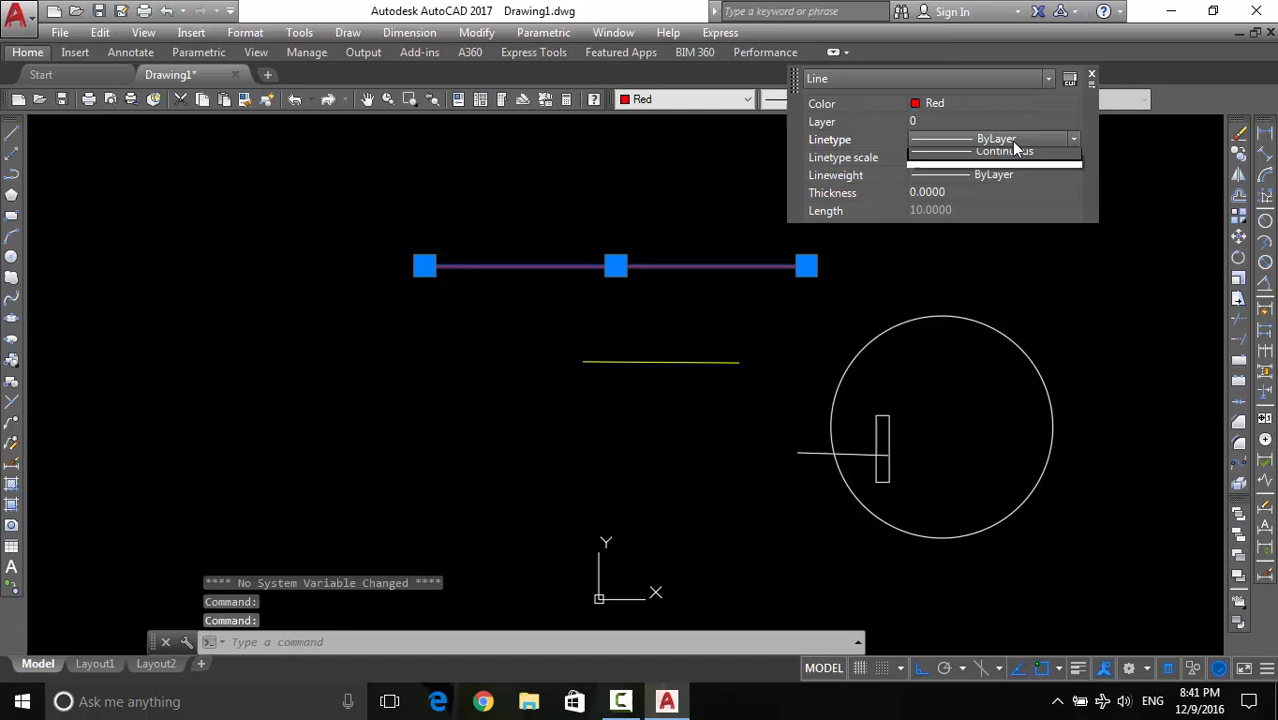 Autodesk AutoCAD 2017 Drawing1.dwg
Type a keyword or phrase
Sign In
File Edit View Insert Format Tools Draw Dimension Modify Parametric Window Help Express
Home Insert Annotate Parametric View Manage Output Add-ins A360 Express Tools Featured Apps BIM 360 Performance
Start Drawing1*
Line
CUI
Red
Color Red
Layer 0
Linetype ByLayer
Linetype scale
Lineweight ByLayer
Thickness 0.0000
Length 10.0000
Y
X
**** No System Variable Changed ****
Command:
Command:
Type a command
Model Layout1 Layout2
MODEL
Ask me anything
ENG
8:41 PM
12/9/2016